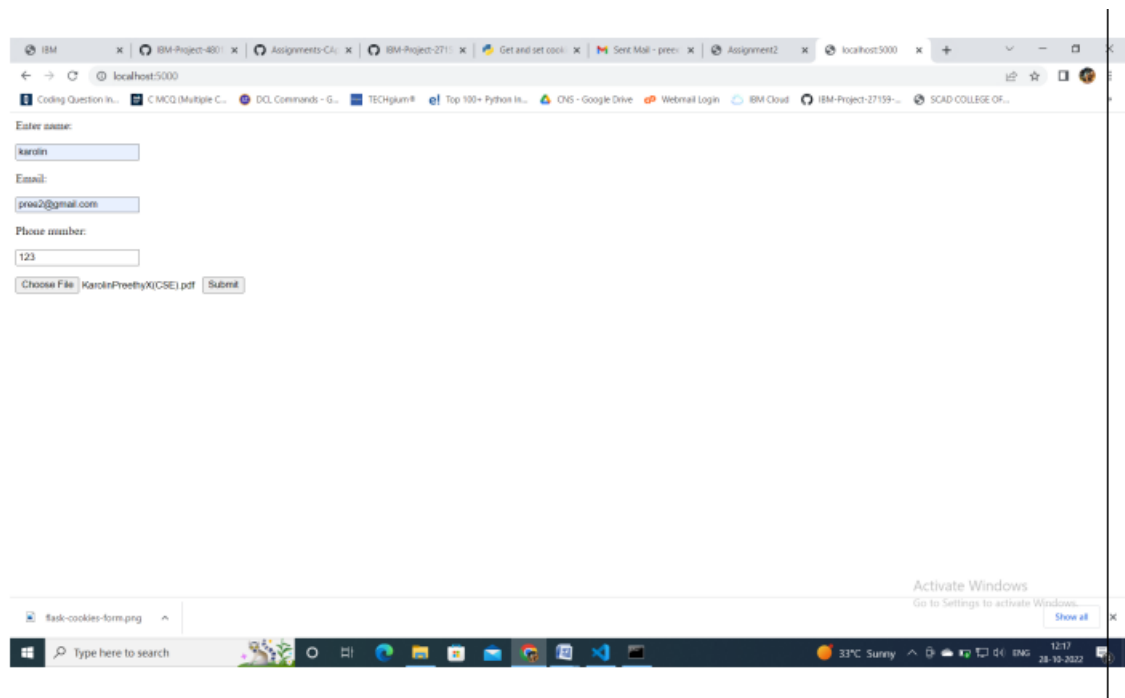 IBM IBM-Project-480 Assignments-CA IBM-Project-271 Get and set cooki Sent Mail - pree Assignment2 localhost:5000
localhost:5000
Coding Question in... C MCQ (Multiple C... DCL Commands - G... TECHgium® Top 100+ Python In... CNS - Google Drive Webmail Login IBM Cloud IBM-Project-27159-... SCAD COLLEGE OF...
Enter name:
karolin
Email:
pree2@gmail.com
Phone number:
123
Choose File KarolinPreethyX(CSE).pdf Submit
Activate Windows
Go to Settings to activate Windows.
flask-cookies-form.png
Show all
Type here to search
33°C Sunny
ENG
12:17
28-10-2022